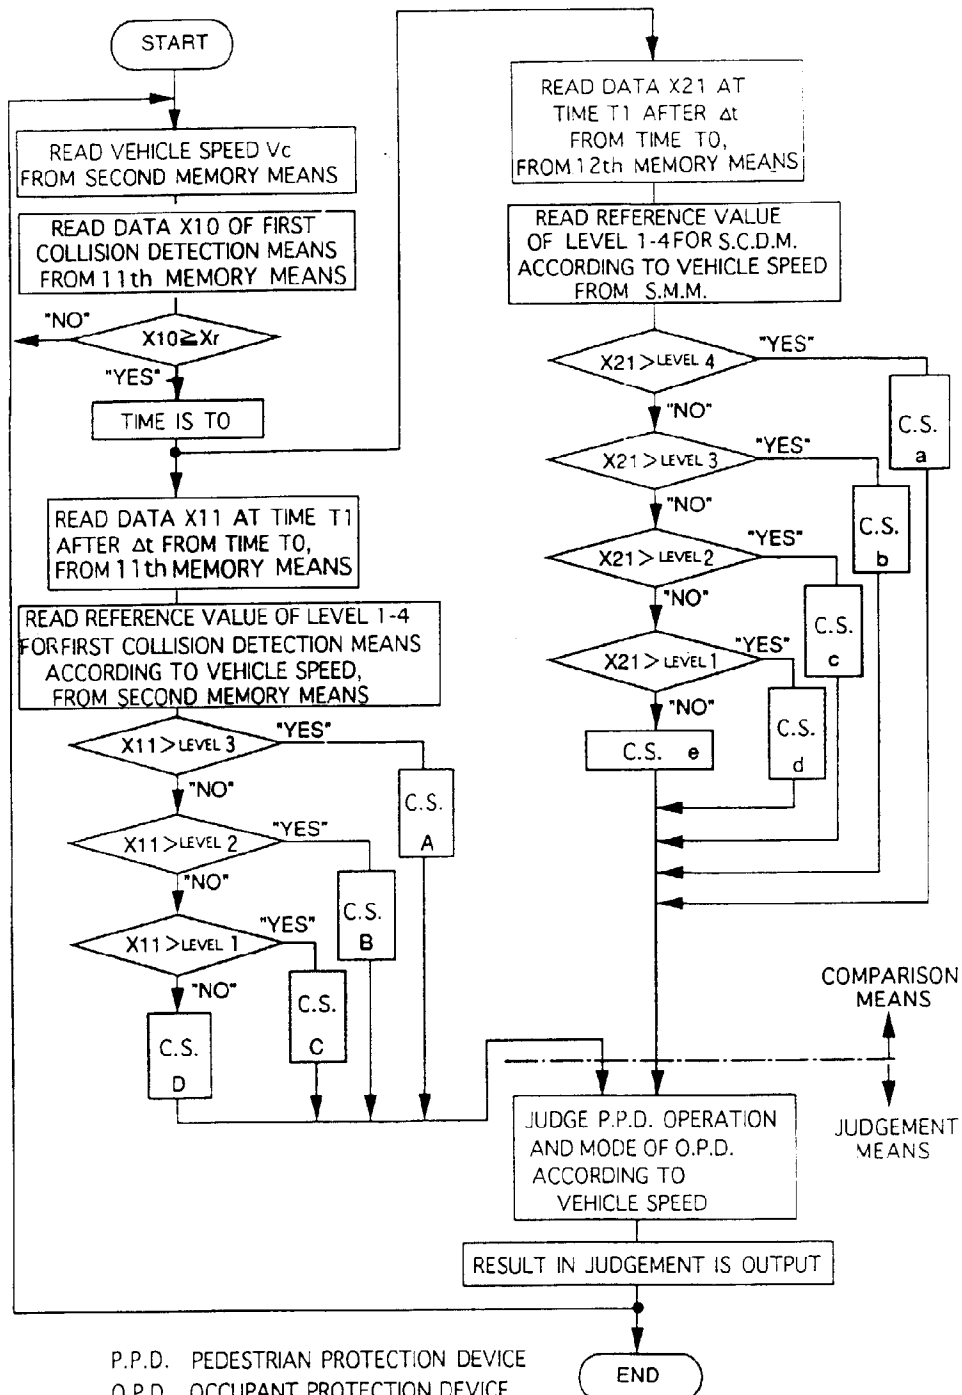 START
READ VEHICLE SPEED Vc
FROM SECOND MEMORY MEANS
READ DATA X10 OF FIRST
COLLISION DETECTION MEANS
FROM 11th MEMORY MEANS
"NO"
X10≧Xr
"YES"
TIME IS T0
READ DATA X11 AT TIME T1
AFTER Δt FROM TIME T0,
FROM 11th MEMORY MEANS
READ REFERENCE VALUE OF LEVEL 1-4
FOR FIRST COLLISION DETECTION MEANS
ACCORDING TO VEHICLE SPEED,
FROM SECOND MEMORY MEANS
X11>LEVEL 3
"YES"
"NO"
C.S.
A
X11>LEVEL 2
"YES"
"NO"
C.S.
B
X11>LEVEL 1
"YES"
"NO"
C.S.
C
C.S.
D
READ DATA X21 AT
TIME T1 AFTER Δt
FROM TIME T0,
FROM 12th MEMORY MEANS
READ REFERENCE VALUE
OF LEVEL 1-4 FOR S.C.D.M.
ACCORDING TO VEHICLE SPEED
FROM S.M.M.
X21>LEVEL 4
"YES"
"NO"
C.S.
a
X21>LEVEL 3
"YES"
"NO"
C.S.
b
X21>LEVEL 2
"YES"
"NO"
C.S.
c
X21>LEVEL 1
"YES"
"NO"
C.S.
d
C.S. e
COMPARISON
MEANS
JUDGEMENT
MEANS
JUDGE P.P.D. OPERATION
AND MODE OF O.P.D.
ACCORDING TO
VEHICLE SPEED
RESULT IN JUDGEMENT IS OUTPUT
END
P.P.D. PEDESTRIAN PROTECTION DEVICE
O.P.D. OCCUPANT PROTECTION DEVICE